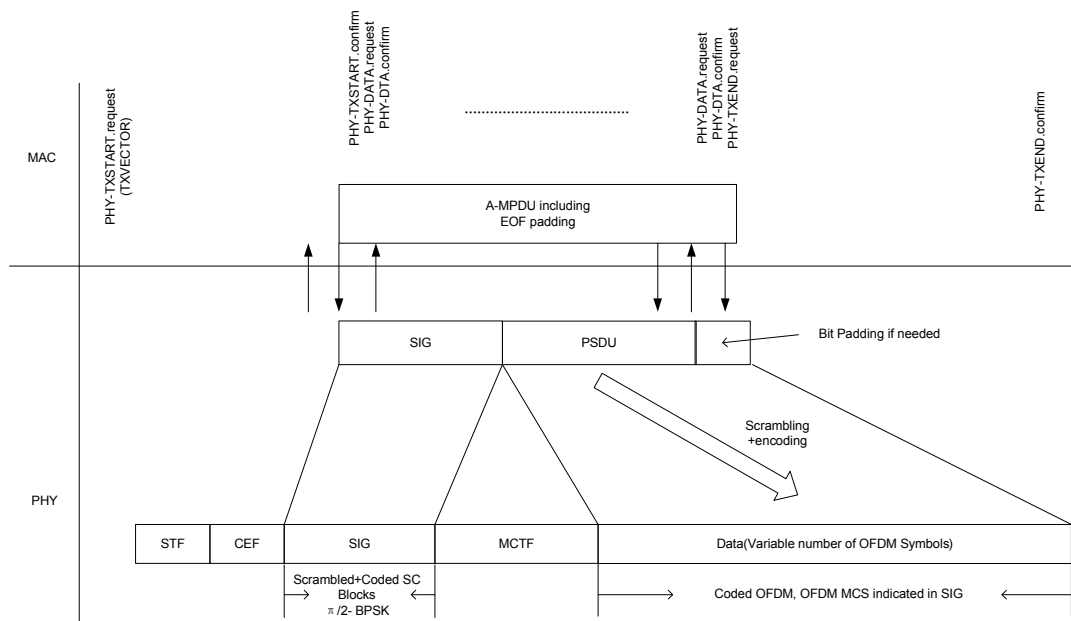 PHY-TXSTART.request
(TXVECTOR)
PHY-TXSTART.confirm
PHY-DATA.request
PHY-DTA.confirm
........................................
PHY-DATA.request
PHY-DTA.confirm
PHY-TXEND.request
PHY-TXEND.confirm
MAC
A-MPDU including
EOF padding
SIG
PSDU
Bit Padding if needed
Scrambling
+encoding
PHY
STF
CEF
SIG
MCTF
Data(Variable number of OFDM Symbols)
Scrambled+Coded SC
Blocks
π/2- BPSK
Coded OFDM, OFDM MCS indicated in SIG